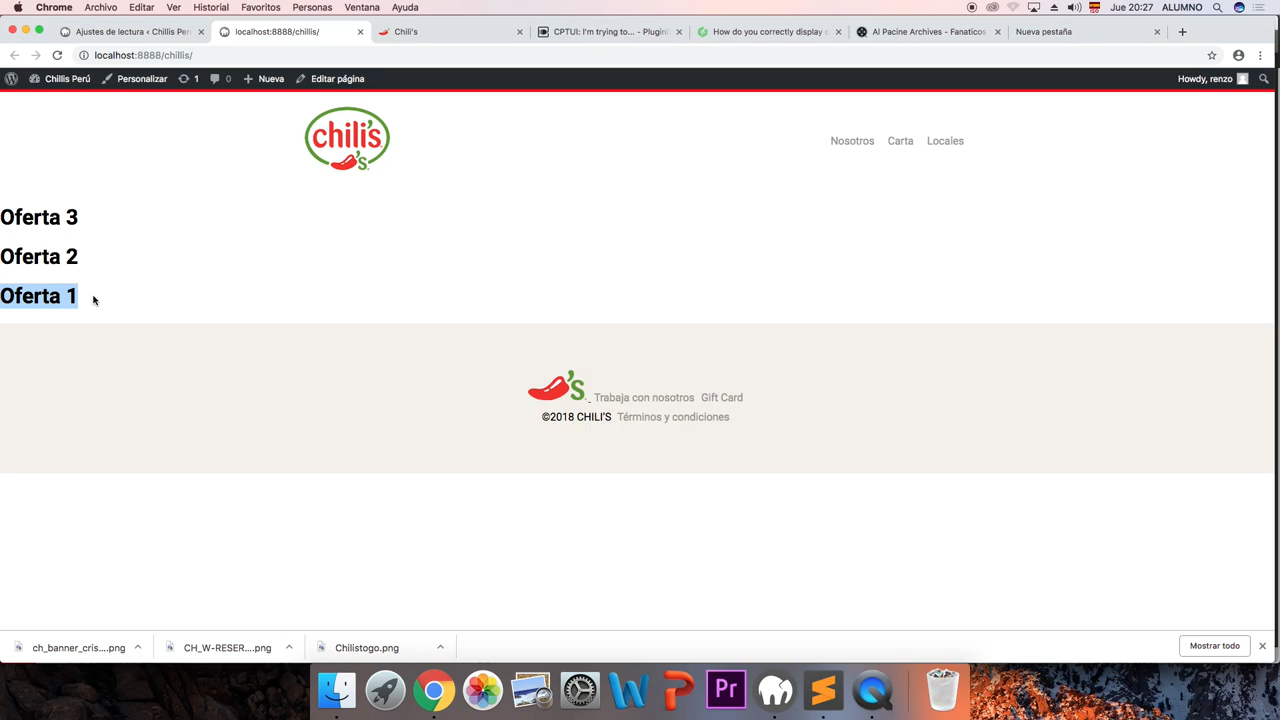 Chrome Archivo Editar Ver Historial Favoritos Personas Ventana Ayuda Jue 20:27 ALUMNO
Ajustes de lectura ‹ Chillis Per localhost:8888/chillis/ Chili's CPTUI: I'm trying to... - Plugin How do you correctly display c Al Pacine Archives - Fanaticos Nueva pestaña
localhost:8888/chillis/
Chillis Perú Personalizar 1 0 Nueva Editar página Howdy, renzo
chili's
Nosotros Carta Locales
Oferta 3
Oferta 2
Oferta 1
'S Trabaja con nosotros Gift Card
©2018 CHILI'S Términos y condiciones
ch_banner_cris....png CH_W-RESER....png Chilistogo.png Mostrar todo
W P Pr S